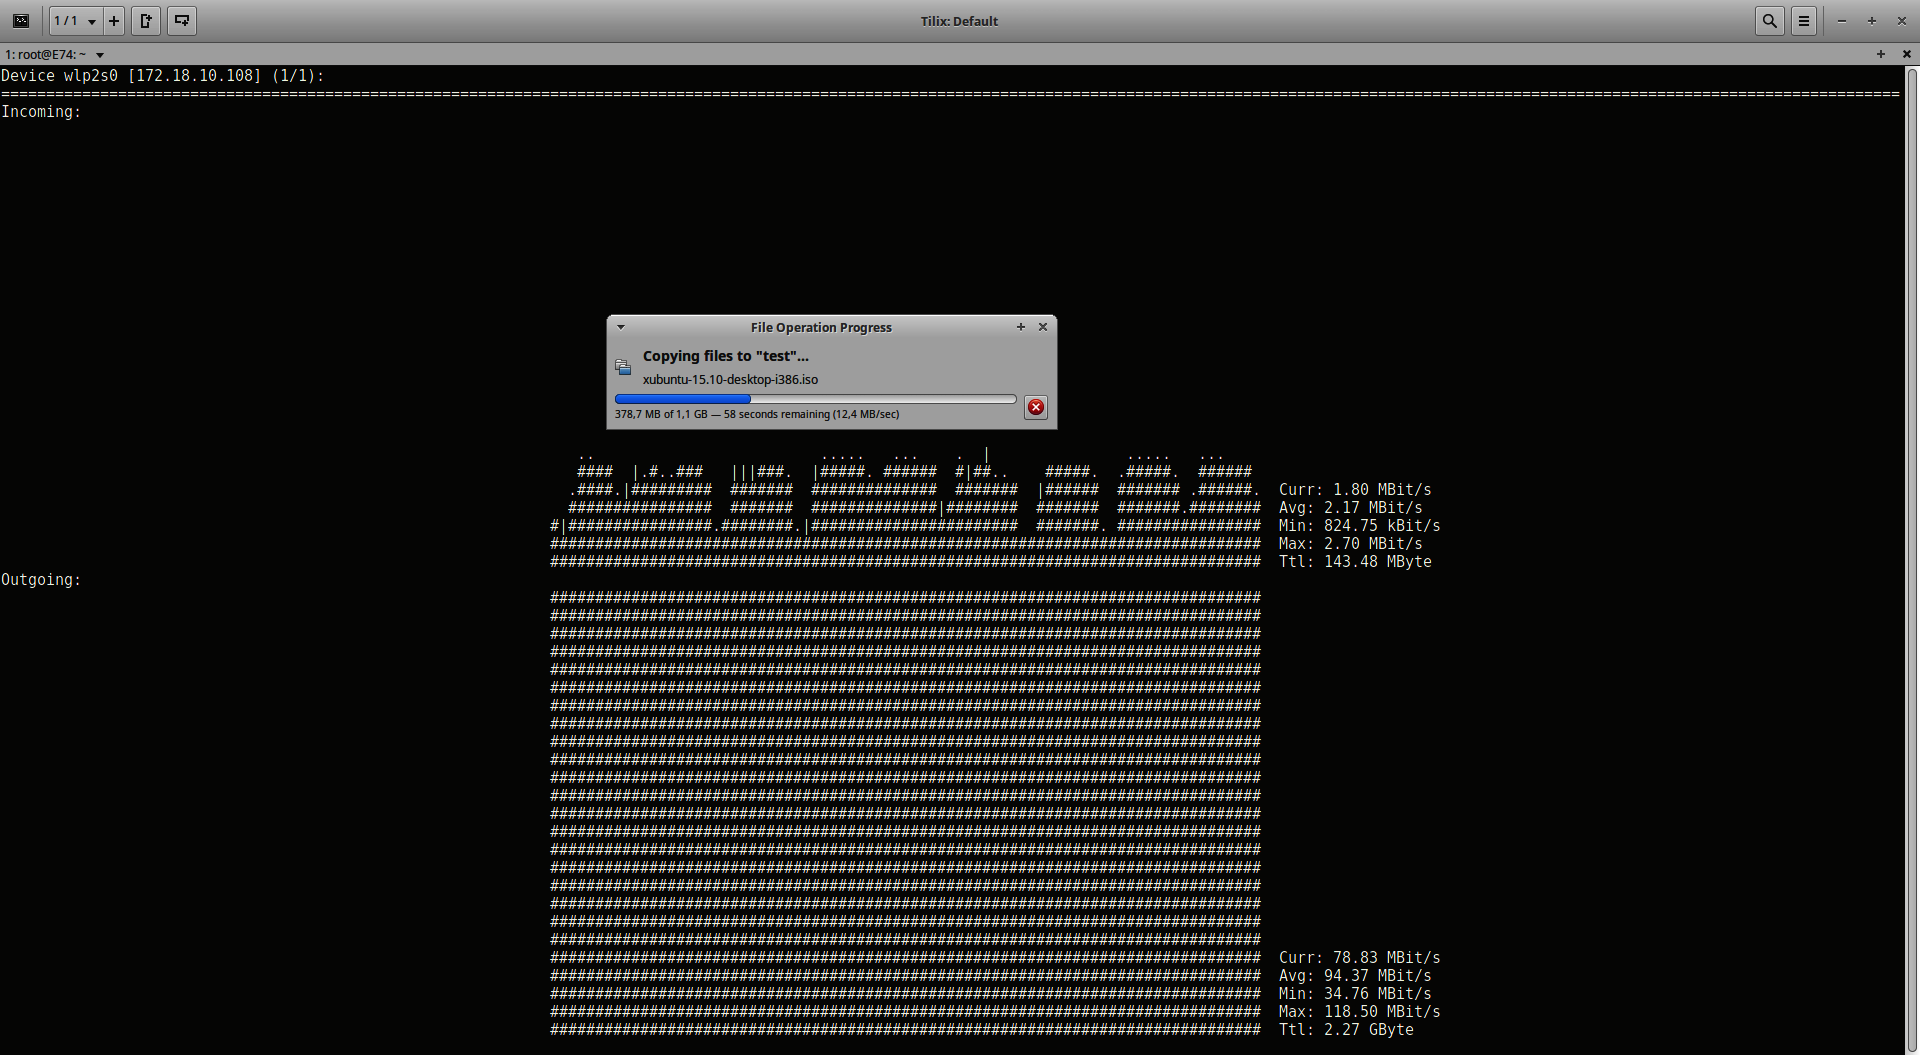 1 / 1
Tilix: Default
1: root@E74: ~
Device wlp2s0 [172.18.10.108] (1/1):
Incoming:
File Operation Progress
Copying files to "test"...
xubuntu-15.10-desktop-i386.iso
378,7 MB of 1,1 GB — 58 seconds remaining (12,4 MB/sec)
Curr: 1.80 MBit/s
Avg: 2.17 MBit/s
Min: 824.75 kBit/s
Max: 2.70 MBit/s
Ttl: 143.48 MByte
Outgoing:
Curr: 78.83 MBit/s
Avg: 94.37 MBit/s
Min: 34.76 MBit/s
Max: 118.50 MBit/s
Ttl: 2.27 GByte